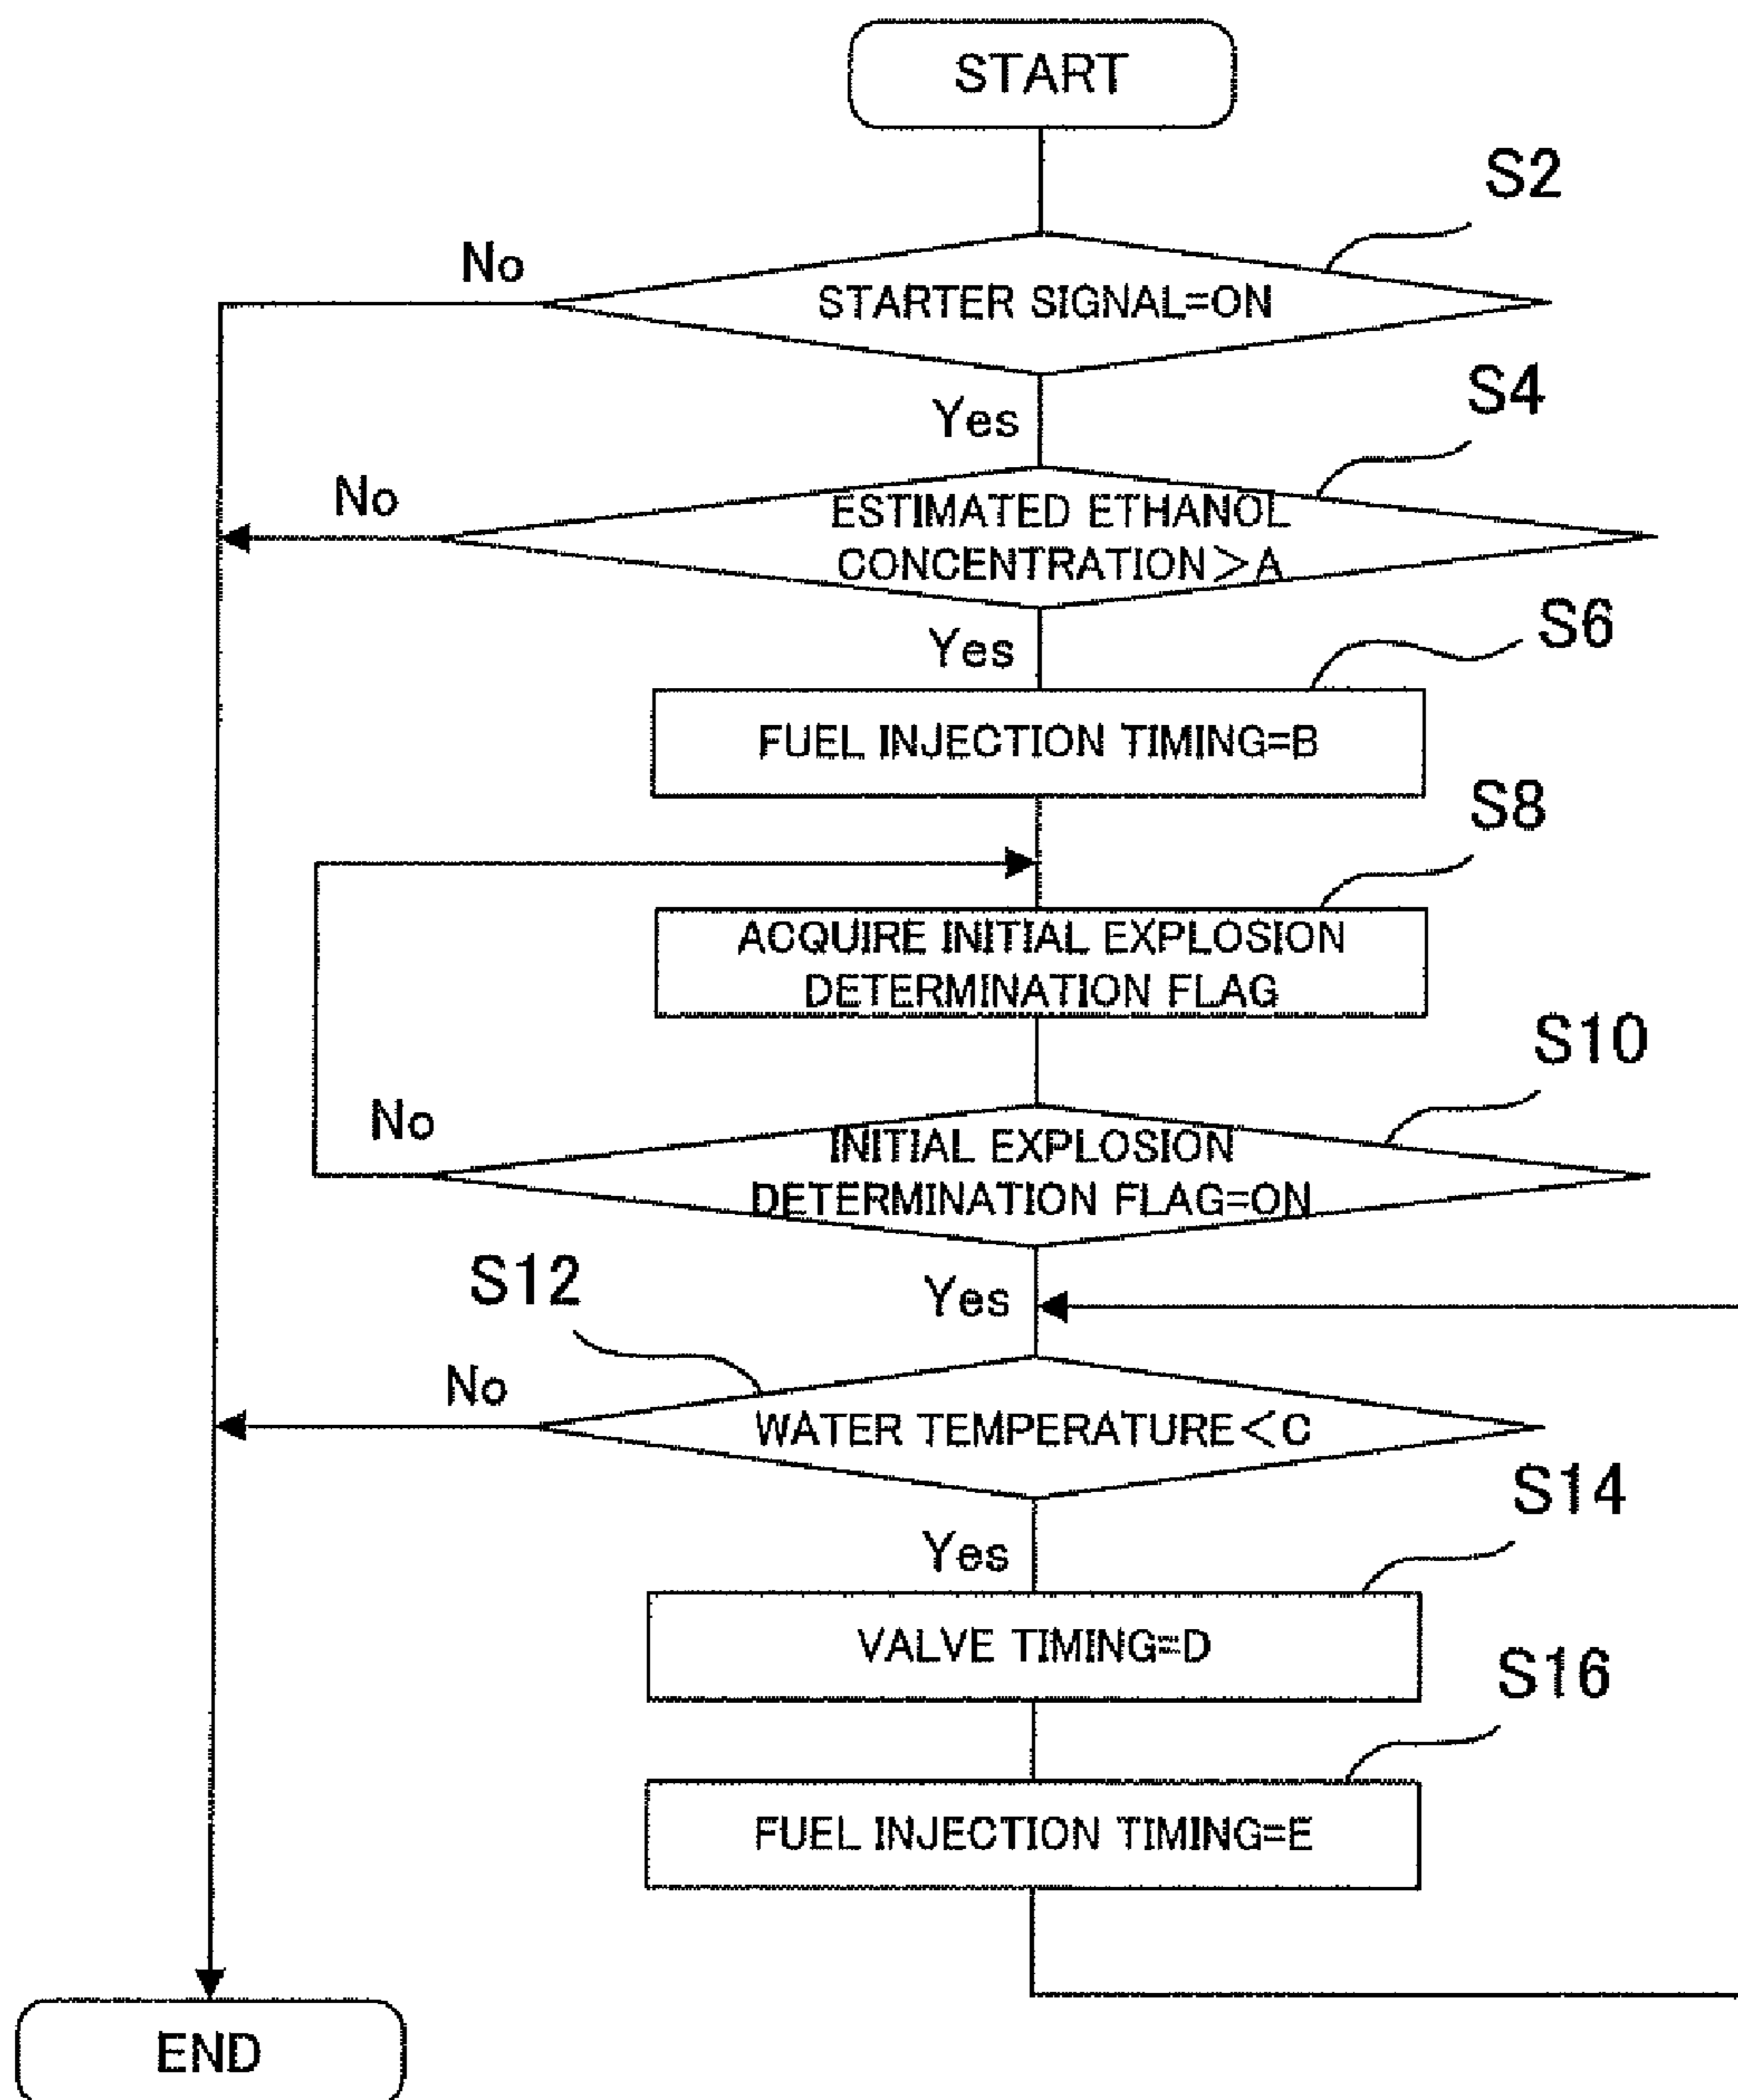 START
S2
No
STARTER SIGNAL=ON
S4
Yes
No
ESTIMATED ETHANOL
CONCENTRATION>A
S6
Yes
FUEL INJECTION TIMING=B
S8
ACQUIRE INITIAL EXPLOSION
DETERMINATION FLAG
S10
No
INITIAL EXPLOSION
DETERMINATION FLAG=ON
S12
Yes
No
WATER TEMPERATURE<C
S14
Yes
VALVE TIMING=D
S16
FUEL INJECTION TIMING=E
END